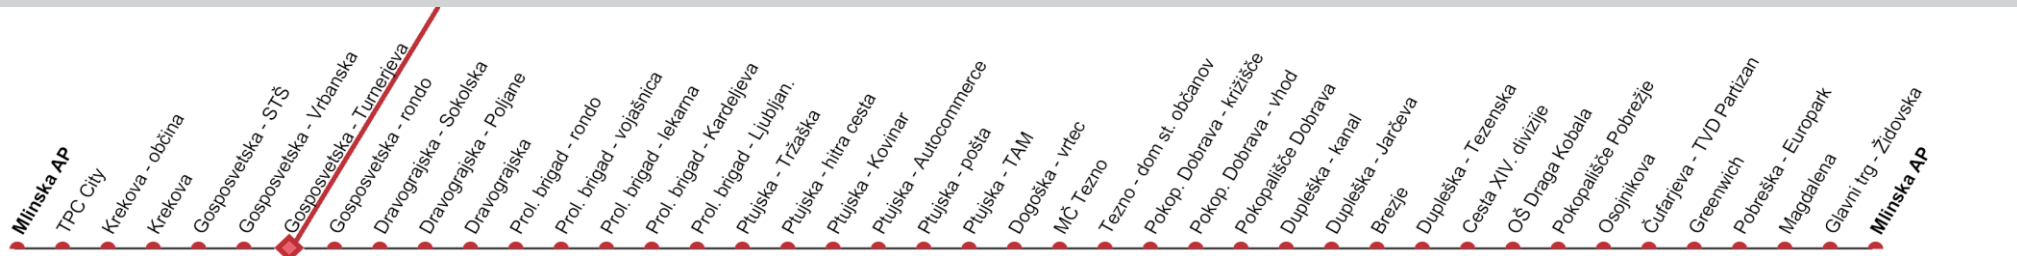 Mlinska AP
TPC City
Krekova - občina
Krekova
Gosposvetska - STŠ
Gosposvetska - Vrbanska
Gosposvetska - Turnerjeva
Gosposvetska - rondo
Dravograjska - Sokolska
Dravograjska - Poljane
Dravograjska
Prol. brigad - rondo
Prol. brigad - vojašnica
Prol. brigad - lekarna
Prol. brigad - Kardeljeva
Prol. brigad - Ljubljan.
Ptujska - Tržaška
Ptujska - hitra cesta
Ptujska - Kovinar
Ptujska - Autocommerce
Ptujska - pošta
Ptujska - TAM
Dogoška - vrtec
MČ Tezno
Tezno - dom st. občanov
Pokop. Dobrava - križišče
Pokop. Dobrava - vhod
Pokopališče Dobrava
Dupleška - kanal
Dupleška - Jarčeva
Brezje
Dupleška - Tezenska
Cesta XIV. divizije
OŠ Draga Kobala
Pokopališče Pobrežje
Osojnikova
Čufarjeva - TVD Partizan
Greenwich
Pobreška - Europark
Magdalena
Glavni trg - Židovska
Mlinska AP